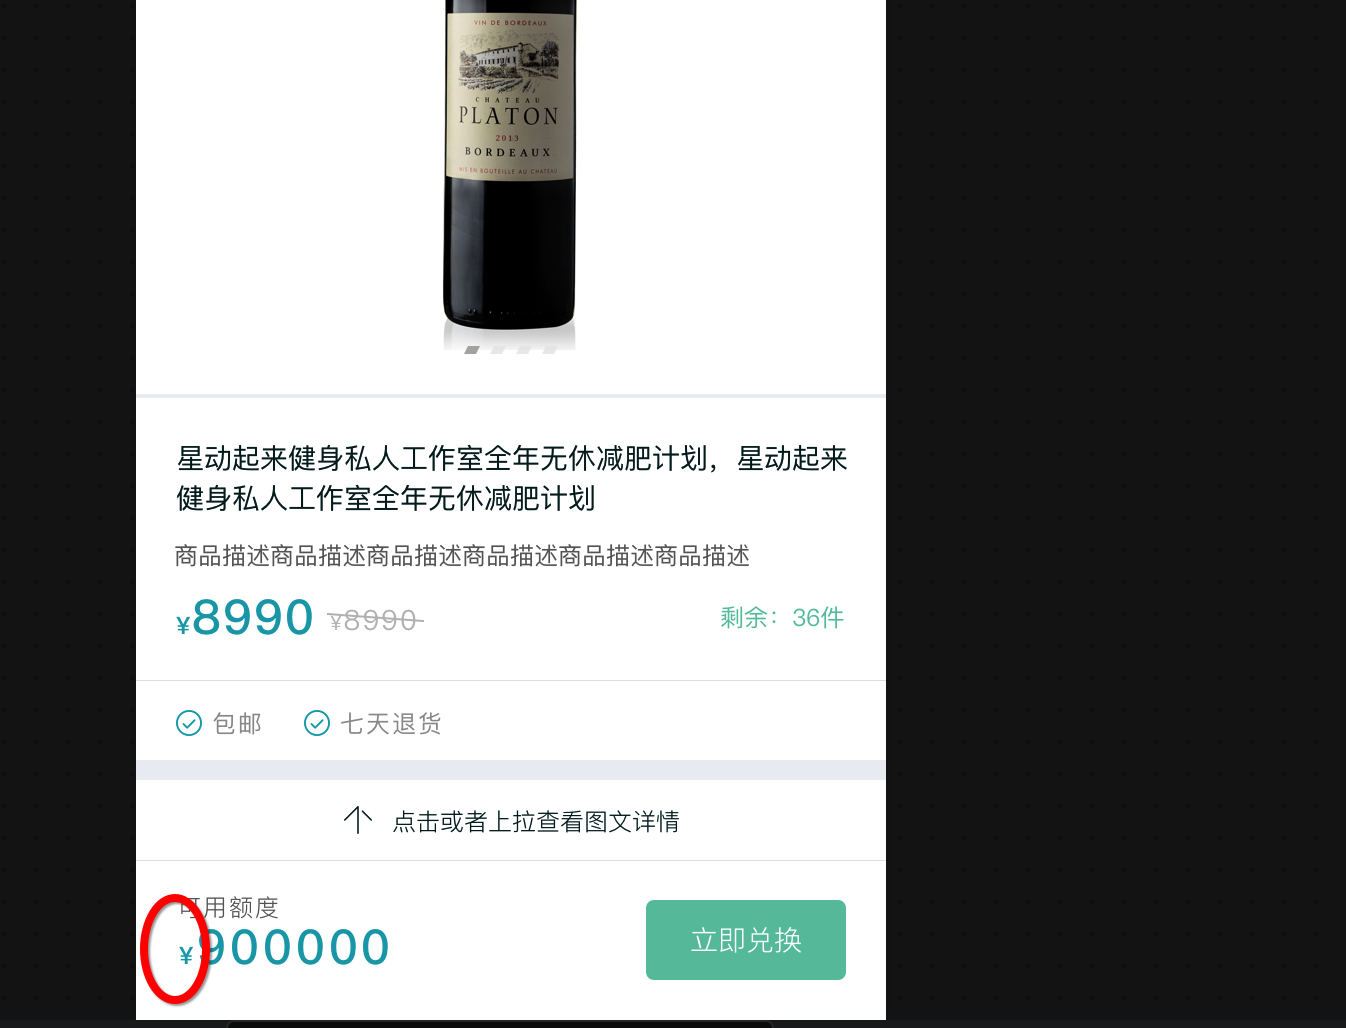 VIN DE BORDEAUX
CHATEAU
PLATON
2013
BORDEAUX
MIS EN BOUTEILLE AU CHATEAU
星动起来健身私人工作室全年无休减肥计划，星动起来
健身私人工作室全年无休减肥计划
商品描述商品描述商品描述商品描述商品描述商品描述
¥8990 ¥8990 剩余：36件
包邮 七天退货
点击或者上拉查看图文详情
可用额度
¥900000 立即兑换